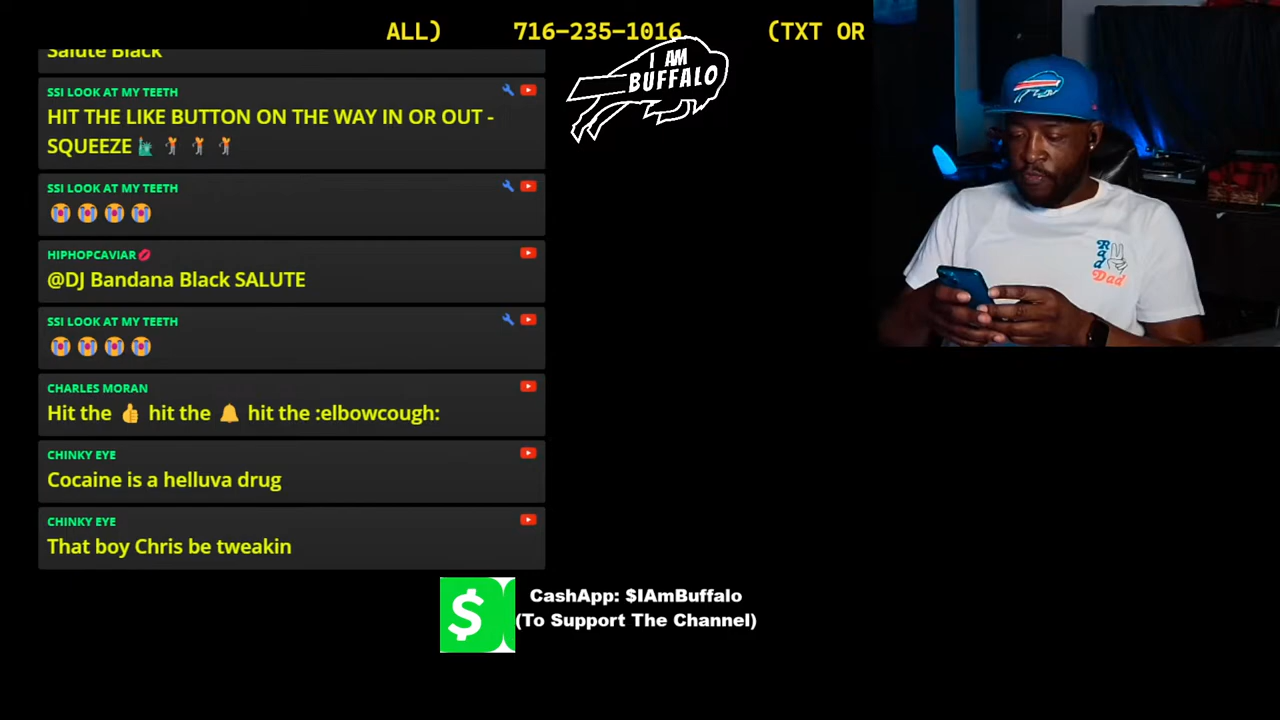 ALL) 716-235-1016 (TXT OR
Salute Black
I AM
BUFFALO
SSI LOOK AT MY TEETH
HIT THE LIKE BUTTON ON THE WAY IN OR OUT -
SQUEEZE 🗽 🕺 🕺 🕺
SSI LOOK AT MY TEETH
😭 😭 😭 😭
HIPHOPCAVIAR💋
@DJ Bandana Black SALUTE
SSI LOOK AT MY TEETH
😭 😭 😭 😭
CHARLES MORAN
Hit the 👍 hit the 🔔 hit the :elbowcough:
CHINKY EYE
Cocaine is a helluva drug
CHINKY EYE
That boy Chris be tweakin
Rad
Dad
$
CashApp: $IAmBuffalo
(To Support The Channel)